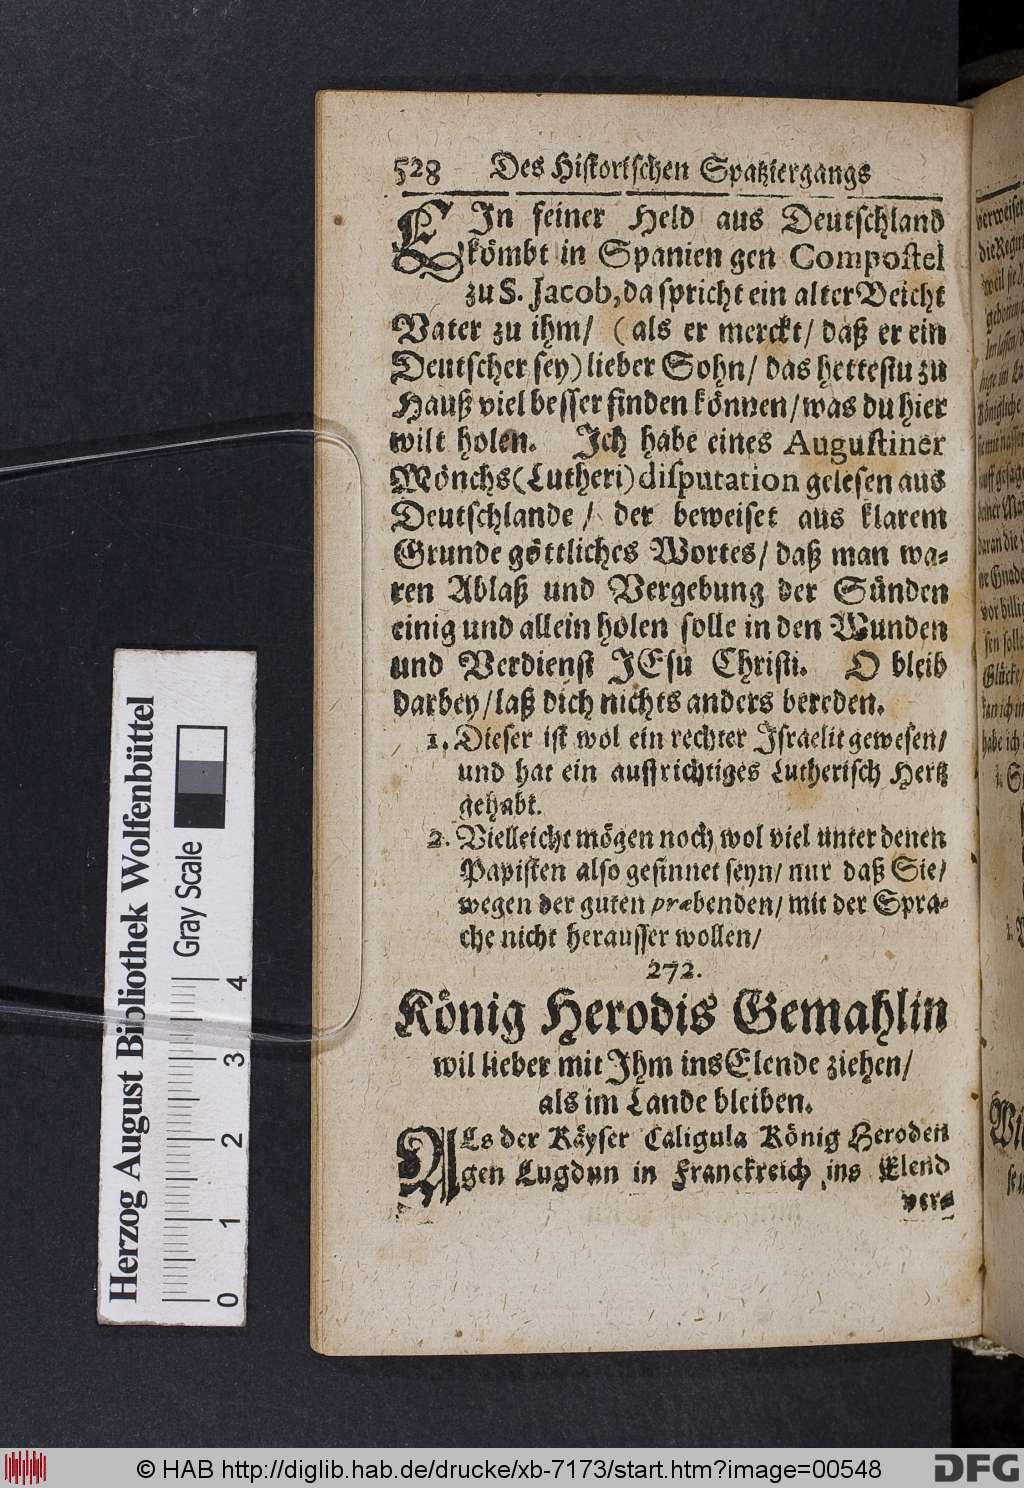 528 Des Historischen Spatziergangs
EIn feiner Held aus Deutschland
kömbt in Spanien gen Compostel
zu S. Jacob, da spricht ein alter Beicht
Vater zu ihm/ (als er merckt/ daß er ein
Deutscher sey) lieber Sohn/ das hettestu zu
Hauß viel besser finden können/ was du hier
wilt holen. Ich habe eines Augustiner
Mönchs (Lutheri) disputation gelesen aus
Deutschlande/ der beweiset aus klarem
Grunde göttliches Wortes/ daß man wa-
ren Ablaß und Vergebung der Sünden
einig und allein holen solle in den Wunden
und Verdienst JEsu Christi. O bleib
darbey/ laß dich nichts anders bereden.
1. Dieser ist wol ein rechter Israelit gewesen/
und hat ein auffrichtiges Lutherisch Hertz
gehabt.
2. Vielleicht mögen noch wol viel unter denen
Papisten also gesinnet seyn/ nur daß Sie/
wegen der guten præbenden/ mit der Spra-
che nicht herausser wollen/
272.
König Herodis Gemahlin
wil lieber mit Ihm ins Elende ziehen/
als im Lande bleiben.
ALs der Käyser Caligula König Heroden
gen Lugdun in Franckreich ins Elend
ver-
verweiset
die Regin
weil sie
Königliche
Glücke/
habe ich
Herzog August Bibliothek Wolfenbüttel
Gray Scale
0 1 2 3 4
© HAB http://diglib.hab.de/drucke/xb-7173/start.htm?image=00548
DFG